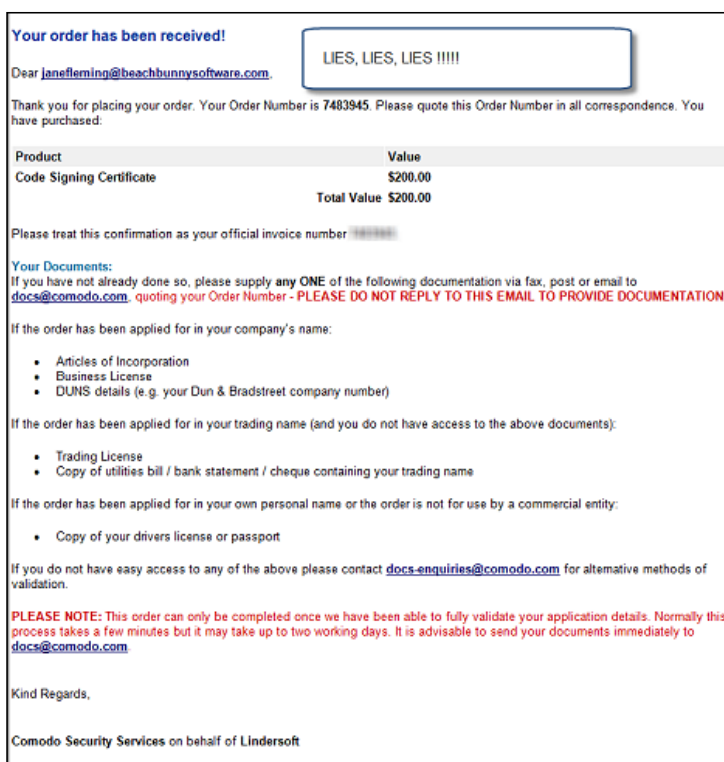 Your order has been received!
LIES, LIES, LIES !!!!!
Dear janefleming@beachbunnysoftware.com,
Thank you for placing your order. Your Order Number is 7483945. Please quote this Order Number in all correspondence. You
have purchased:
Product Value
Code Signing Certificate $200.00
Total Value $200.00
Please treat this confirmation as your official invoice number
Your Documents:
If you have not already done so, please supply any ONE of the following documentation via fax, post or email to
docs@comodo.com, quoting your Order Number - PLEASE DO NOT REPLY TO THIS EMAIL TO PROVIDE DOCUMENTATION
If the order has been applied for in your company's name:
• Articles of Incorporation
• Business License
• DUNS details (e.g. your Dun & Bradstreet company number)
If the order has been applied for in your trading name (and you do not have access to the above documents):
• Trading License
• Copy of utilities bill / bank statement / cheque containing your trading name
If the order has been applied for in your own personal name or the order is not for use by a commercial entity:
• Copy of your drivers license or passport
If you do not have easy access to any of the above please contact docs-enquiries@comodo.com for alternative methods of
validation.
PLEASE NOTE: This order can only be completed once we have been able to fully validate your application details. Normally this
process takes a few minutes but it may take up to two working days. It is advisable to send your documents immediately to
docs@comodo.com.
Kind Regards,
Comodo Security Services on behalf of Lindersoft